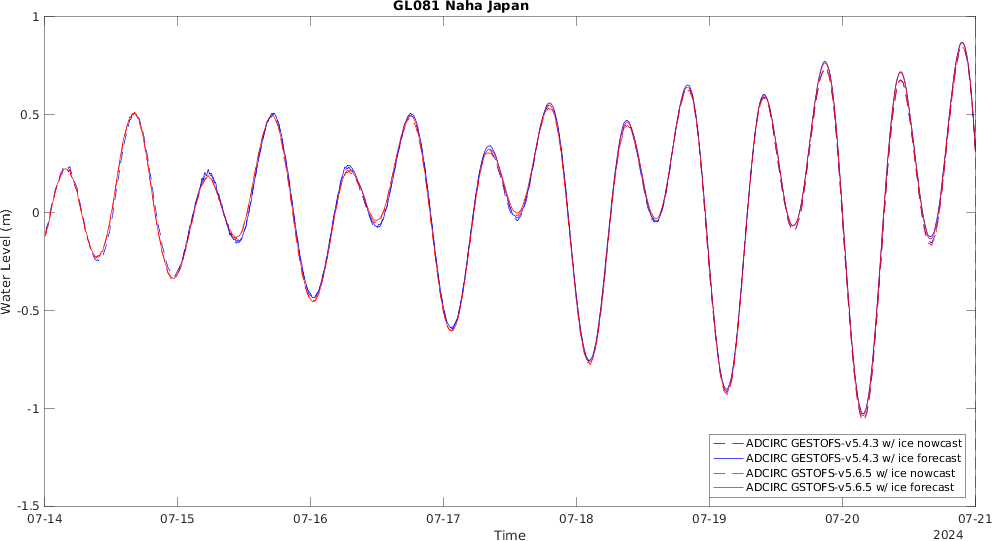 GL081 Naha Japan
1
0.5
0
-0.5
-1
-1.5
Water Level (m)
07-14 07-15 07-16 07-17 07-18 07-19 07-20 07-21
Time
2024
ADCIRC GESTOFS-v5.4.3 w/ ice nowcast
ADCIRC GESTOFS-v5.4.3 w/ ice forecast
ADCIRC GSTOFS-v5.6.5 w/ ice nowcast
ADCIRC GSTOFS-v5.6.5 w/ ice forecast